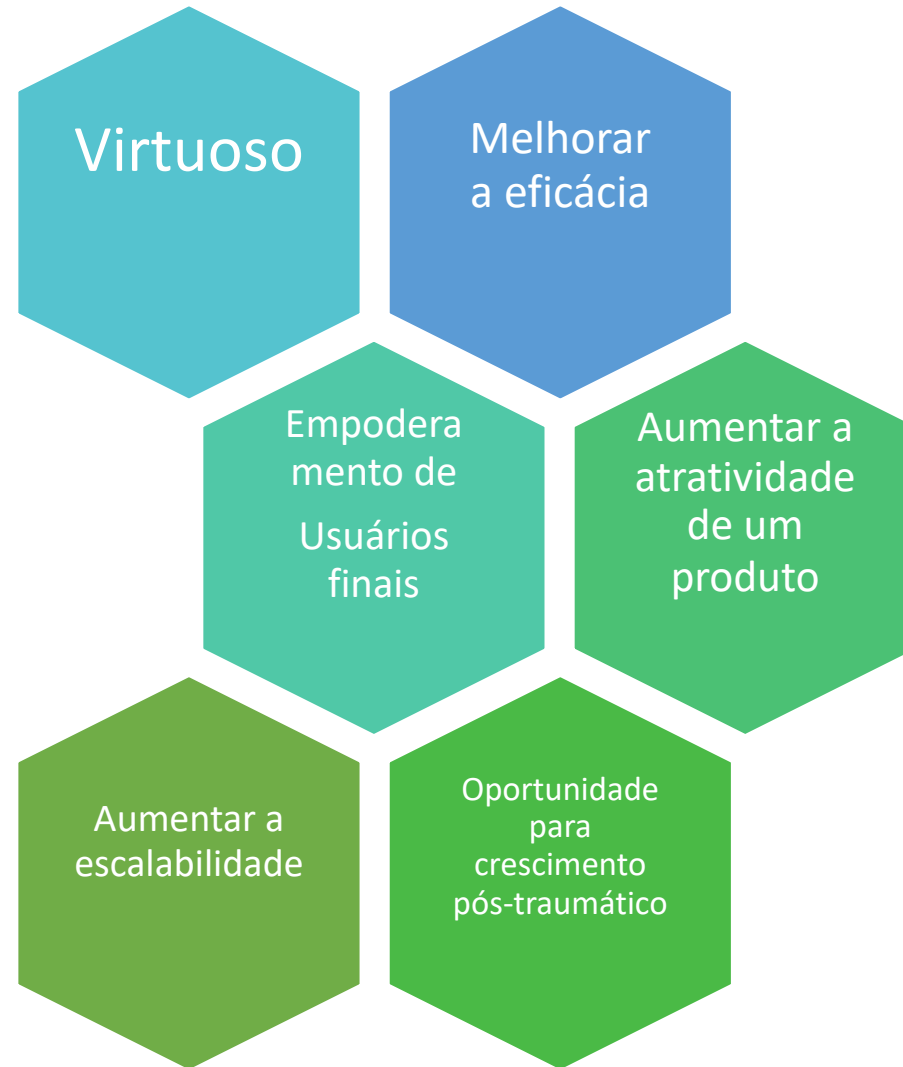 Virtuoso
Melhorar
a eficácia
Empodera
mento de
Usuários
finais
Aumentar a
atratividade
de um
produto
Aumentar a
escalabilidade
Oportunidade
para
crescimento
pós-traumático